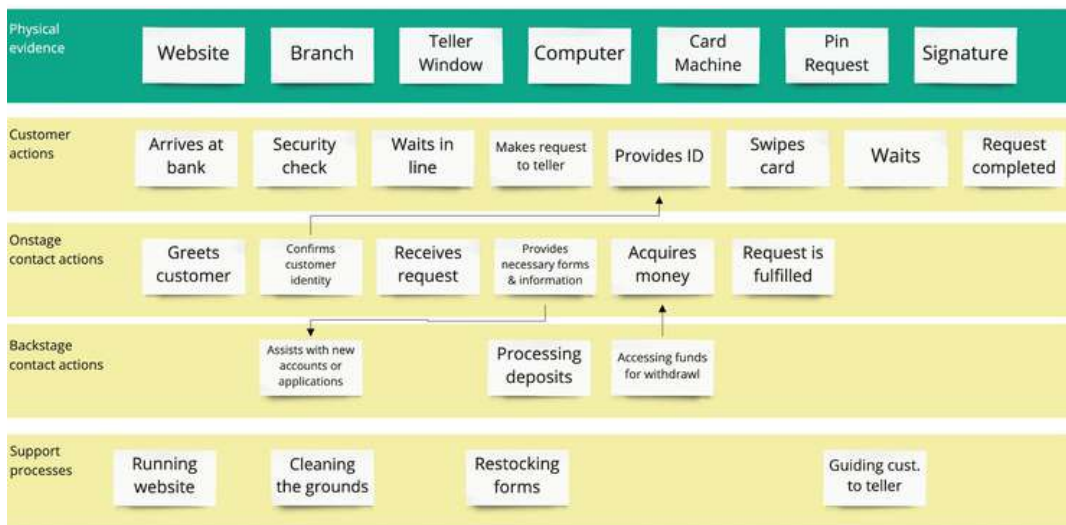 Physical
evidence
Website
Branch
Teller
Window
Computer
Card
Machine
Pin
Request
Signature
Customer
actions
Arrives at
bank
Security
check
Waits in
line
Makes request
to teller
Provides ID
Swipes
card
Waits
Request
completed
Onstage
contact actions
Greets
customer
Confirms
customer
identity
Receives
request
Provides
necessary forms
& information
Acquires
money
Request is
fulfilled
Backstage
contact actions
Assists with new
accounts or
applications
Processing
deposits
Accessing funds
for withdrawl
Support
processes
Running
website
Cleaning
the grounds
Restocking
forms
Guiding cust.
to teller